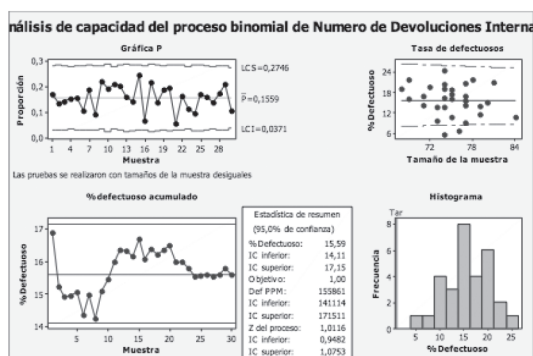 nálisis de capacidad del proceso binomial de Numero de Devoluciones Interna
Gráfica P
Proporción
0,3
0,2
0,1
0,0
LCS=0,2746
P̅=0,1559
LCI=0,0371
1 4 7 10 13 16 19 22 25 28
Muestra
Las pruebas se realizaron con tamaños de la muestra desiguales
Tasa de defectuosos
%Defectuoso
24
18
12
6
72 76 80 84
Tamaño de la muestra
%defectuoso acumulado
%Defectuoso
17
16
15
14
5 10 15 20 25 30
Muestra
Estadística de resumen
(95,0% de confianza)
%Defectuoso: 15,59
IC inferior: 14,11
IC superior: 17,15
Objetivo: 1,00
Def PPM: 155861
IC inferior: 141114
IC superior: 171511
Z del proceso: 1,0116
IC inferior: 0,9482
IC superior: 1,0753
Histograma
Tar
Frecuencia
8
6
4
2
0
5 10 15 20 25
%Defectuoso